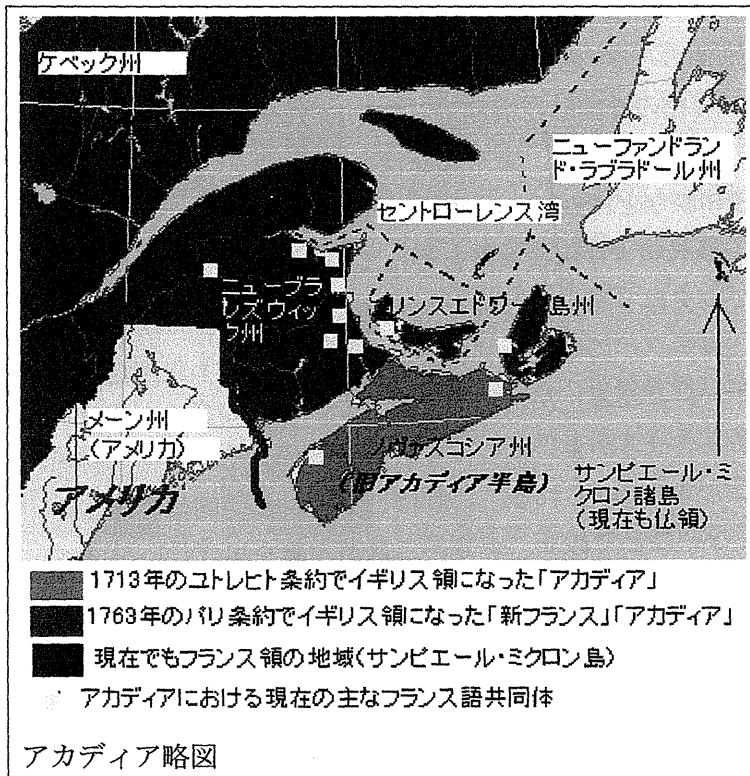 ケベック州
ニューファンドラン
ド・ラブラドール州
セントローレンス湾
ニューブラ
ンズウィッ
ク州
リンスエドワー 島州
メーン州
(アメリカ)
アメリカ
ノヴァスコシア州
(旧アカディア半島)
サンピエール・ミ
クロン諸島
(現在も仏領)
1713年のユトレヒト条約でイギリス領になった「アカディア」
1763年のパリ条約でイギリス領になった「新フランス」「アカディア」
現在でもフランス領の地域(サンピエール・ミクロン島)
アカディアにおける現在の主なフランス語共同体
アカディア略図